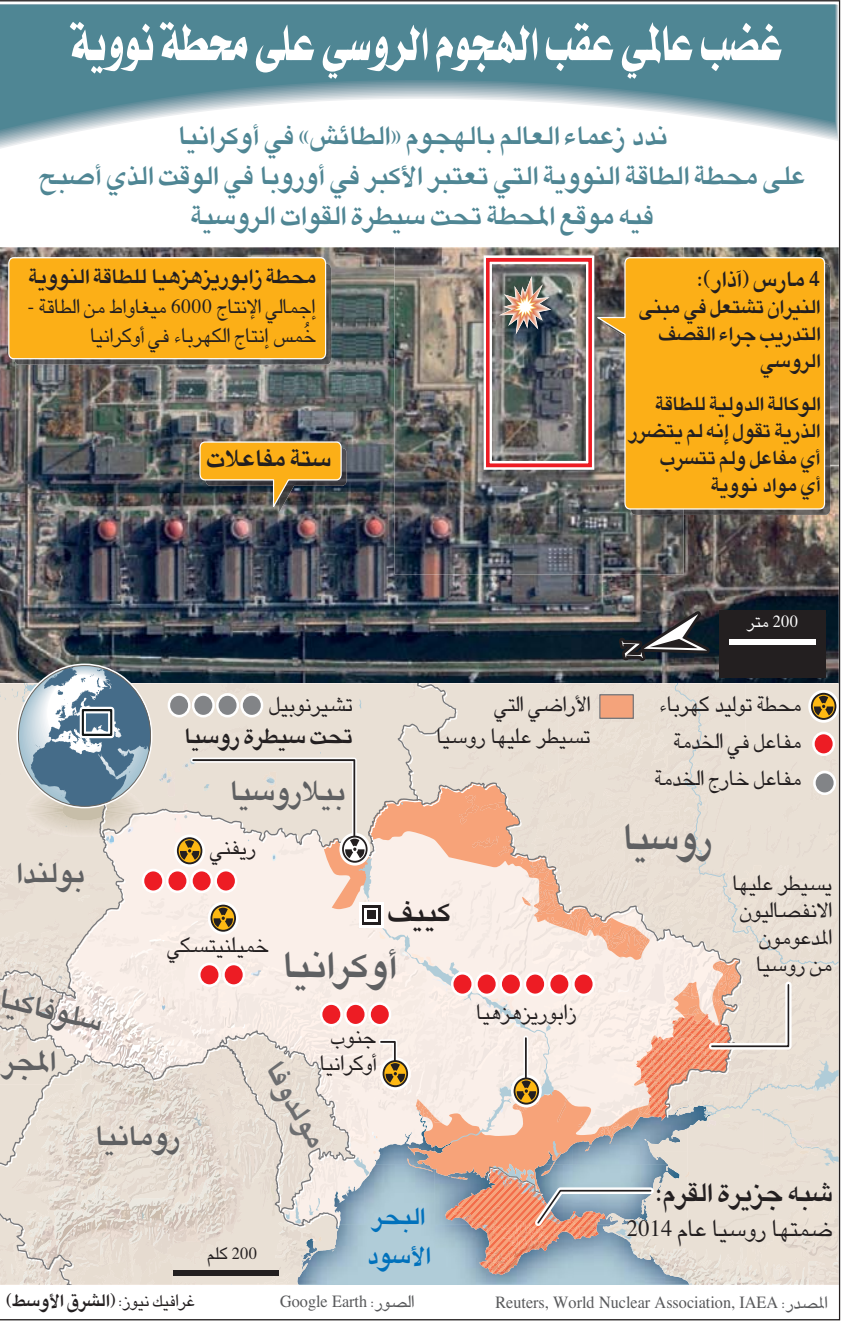 غضب عالمي عقب الهجوم الروسي على محطة نووية
ندد زعماء العالم بالهجوم «الطائش» في أوكرانيا
على محطة الطاقة النووية التي تعتبر الأكبر في أوروبا في الوقت الذي أصبح
فيه موقع المحطة تحت سيطرة القوات الروسية
4 مارس (آذار):
النيران تشتعل في مبنى
التدريب جراء القصف
الروسي
الوكالة الدولية للطاقة
الذرية تقول إنه لم يتضرر
أي مفاعل ولم تتسرب
أي مواد نووية
محطة زابوريزهزهيا للطاقة النووية
إجمالي الإنتاج 6000 ميغاواط من الطاقة -
خُمس إنتاج الكهرباء في أوكرانيا
ستة مفاعلات
200 متر
N
محطة توليد كهرباء
مفاعل في الخدمة
مفاعل خارج الخدمة
الأراضي التي
تسيطر عليها روسيا
تشيرنوبيل
تحت سيطرة روسيا
بيلاروسيا
روسيا
بولندا
ريفني
يسيطر عليها
الانفصاليون
المدعومون
من روسيا
كييف
خميلنيتسكي
أوكرانيا
زابوريزهزهيا
سلوفاكيا
جنوب
أوكرانيا
المجر
مولدوفا
رومانيا
شبه جزيرة القرم:
ضمتها روسيا عام 2014
البحر
الأسود
200 كلم
المصدر: Reuters, World Nuclear Association, IAEA
الصور: Google Earth
غرافيك نيوز: (الشرق الأوسط)